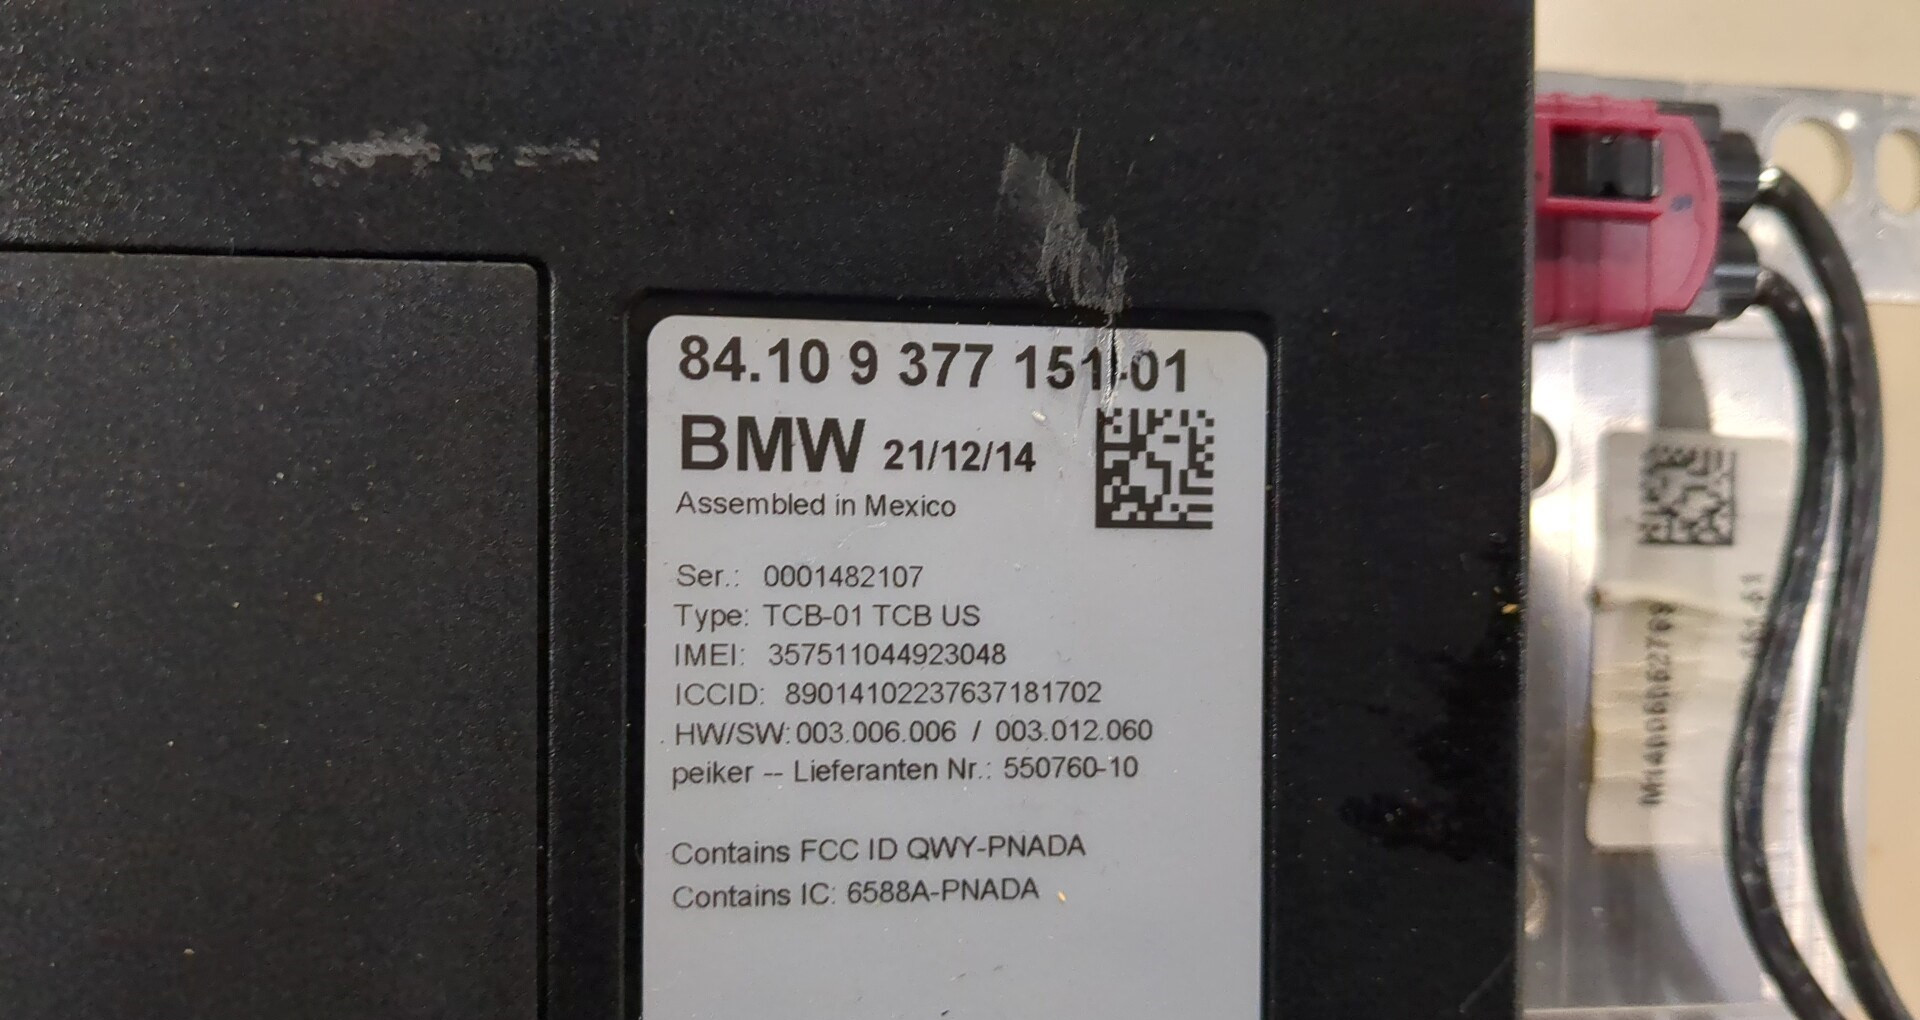 84.10 9 377 151-01
BMW 21/12/14
Assembled in Mexico
Ser.: 0001482107
Type: TCB-01 TCB US
IMEI: 357511044923048
ICCID: 89014102237637181702
HW/SW: 003.006.006 / 003.012.060
peiker -- Lieferanten Nr.: 550760-10
Contains FCC ID QWY-PNADA
Contains IC: 6588A-PNADA